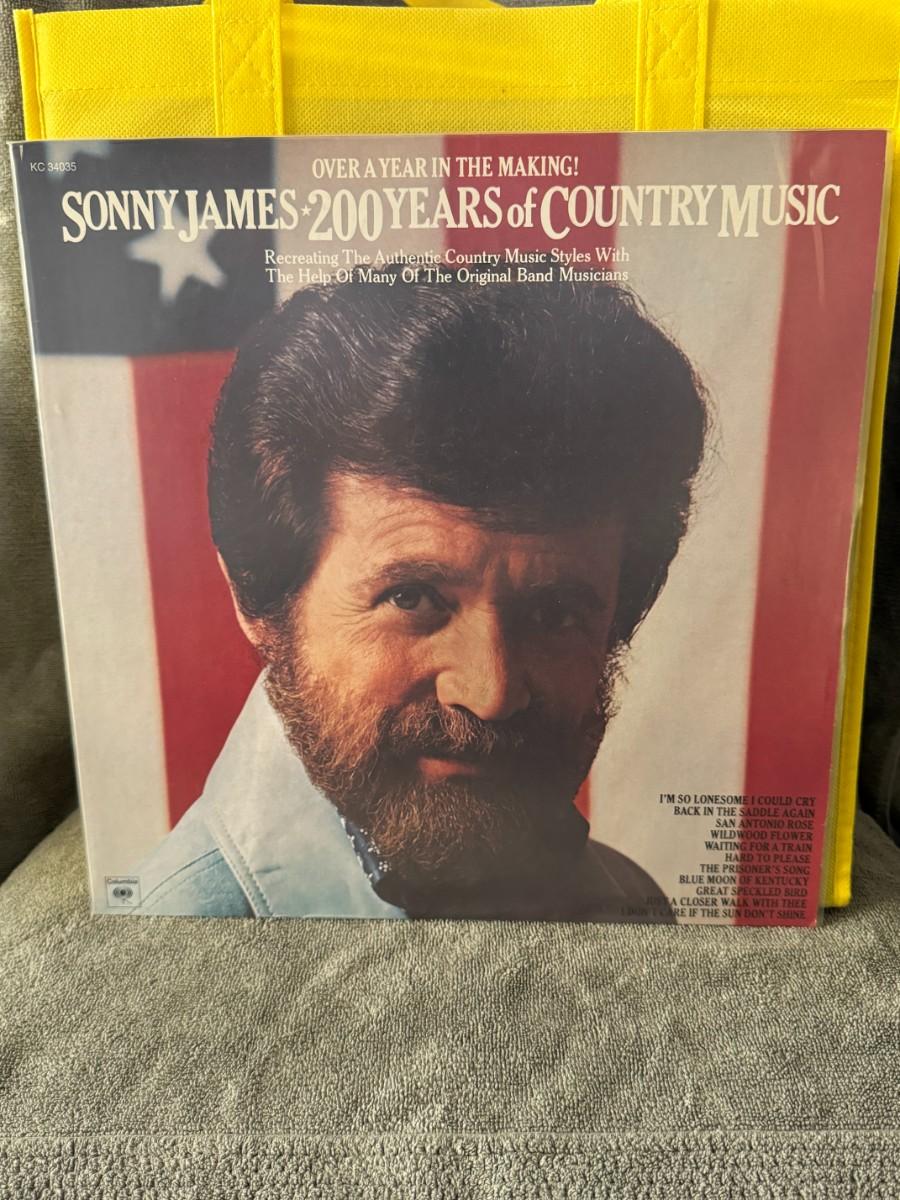 KC 34035
OVER A YEAR IN THE MAKING!
SONNY JAMES ★ 200 YEARS of COUNTRY MUSIC
Recreating The Authentic Country Music Styles With
The Help Of Many Of The Original Band Musicians
I'M SO LONESOME I COULD CRY
BACK IN THE SADDLE AGAIN
SAN ANTONIO ROSE
WILDWOOD FLOWER
WAITING FOR A TRAIN
HARD TO PLEASE
THE PRISONER'S SONG
BLUE MOON OF KENTUCKY
GREAT SPECKLED BIRD
JUST A CLOSER WALK WITH THEE
I DON'T CARE IF THE SUN DON'T SHINE
Columbia